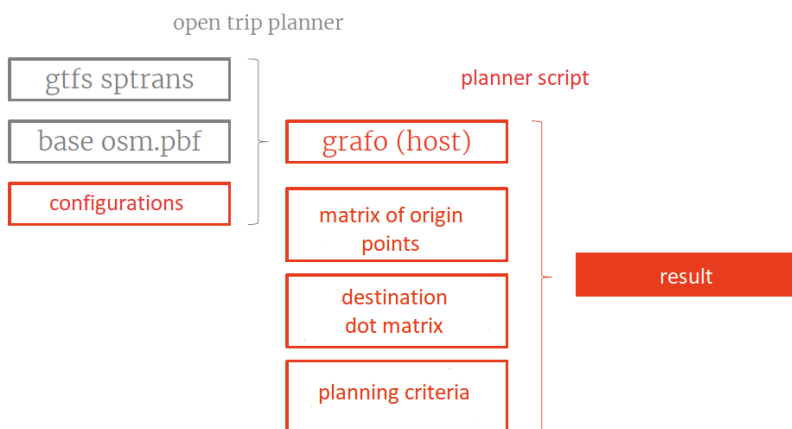 open trip planner
gtfs sptrans
planner script
base osm.pbf
grafo (host)
configurations
matrix of origin
points
result
destination
dot matrix
planning criteria